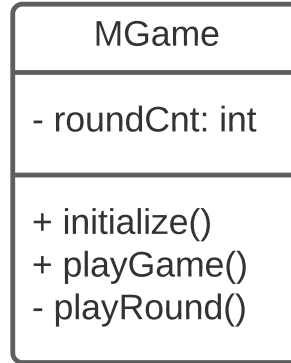 MGame
- roundCnt: int
+ initialize()
+ playGame()
- playRound()